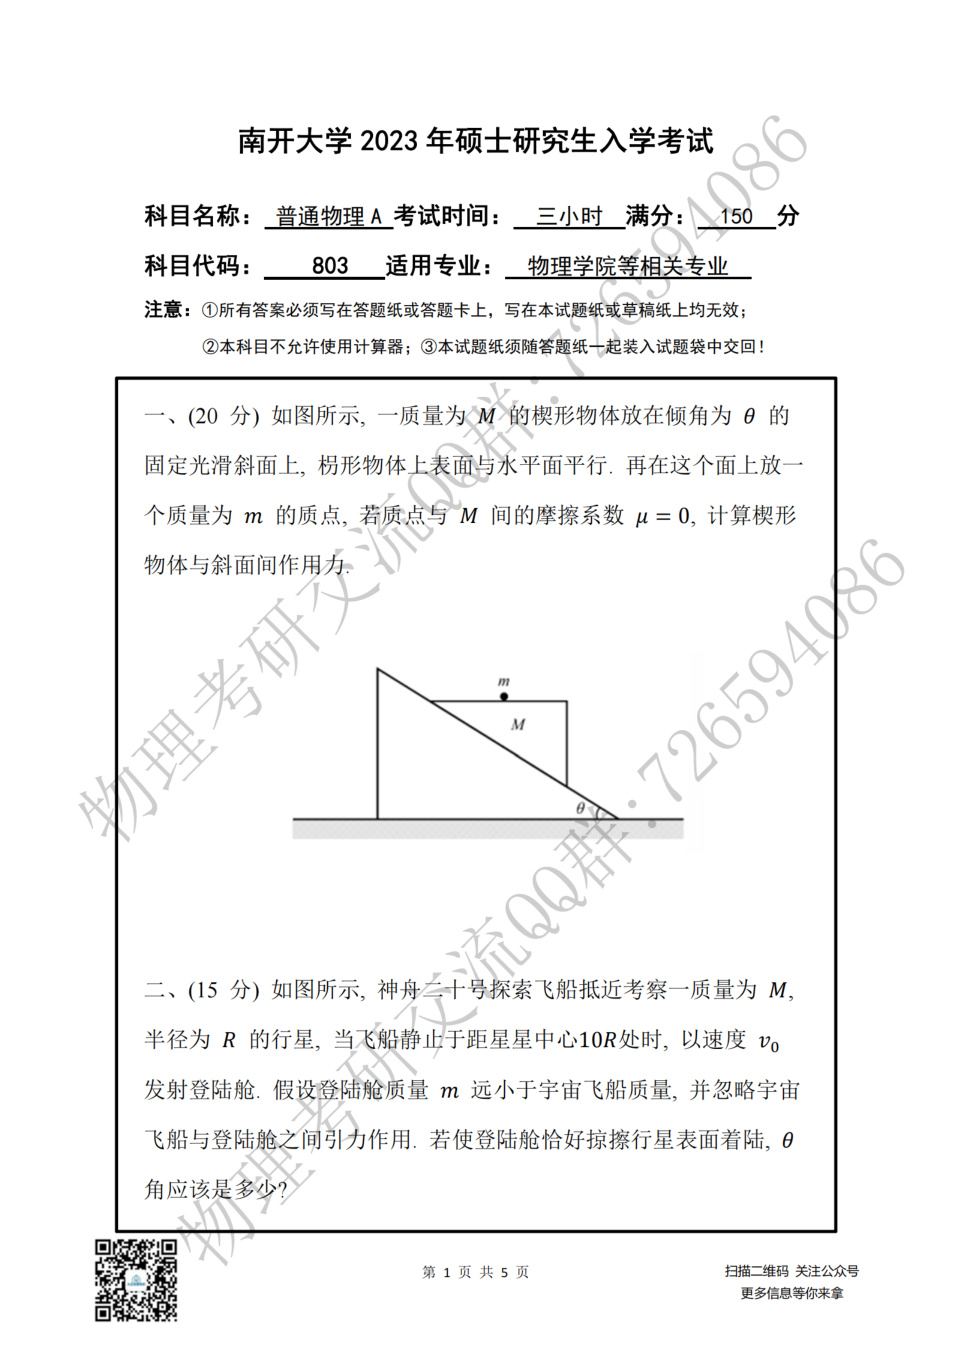 南开大学 2023 年硕士研究生入学考试
科目名称： 普通物理 A 考试时间： 三小时 满分： 150 分
科目代码： 803 适用专业： 物理学院等相关专业
注意：①所有答案必须写在答题纸或答题卡上，写在本试题纸或草稿纸上均无效；
②本科目不允许使用计算器；③本试题纸须随答题纸一起装入试题袋中交回！
一、(20 分) 如图所示, 一质量为 M 的楔形物体放在倾角为 θ 的
固定光滑斜面上, 枴形物体上表面与水平面平行. 再在这个面上放一
个质量为 m 的质点, 若质点与 M 间的摩擦系数 μ = 0, 计算楔形
物体与斜面间作用力.
m
M
θ
二、(15 分) 如图所示, 神舟二十号探索飞船抵近考察一质量为 M,
半径为 R 的行星, 当飞船静止于距星星中心10R处时, 以速度 v₀
发射登陆舱. 假设登陆舱质量 m 远小于宇宙飞船质量, 并忽略宇宙
飞船与登陆舱之间引力作用. 若使登陆舱恰好掠擦行星表面着陆, θ
角应该是多少?
物理考研交流QQ群:726594086
物理考研交流QQ群:726594086
第 1 页 共 5 页
扫描二维码 关注公众号
更多信息等你来拿